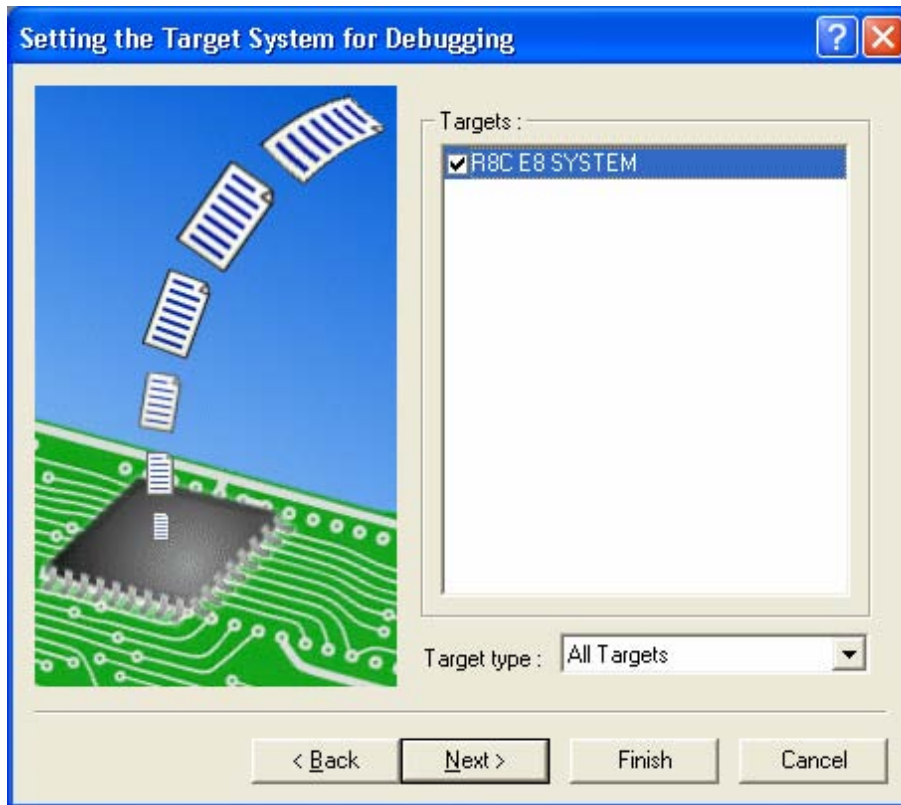 Setting the Target System for Debugging
Targets :
R8C E8 SYSTEM
Target type : All Targets
< Back Next > Finish Cancel